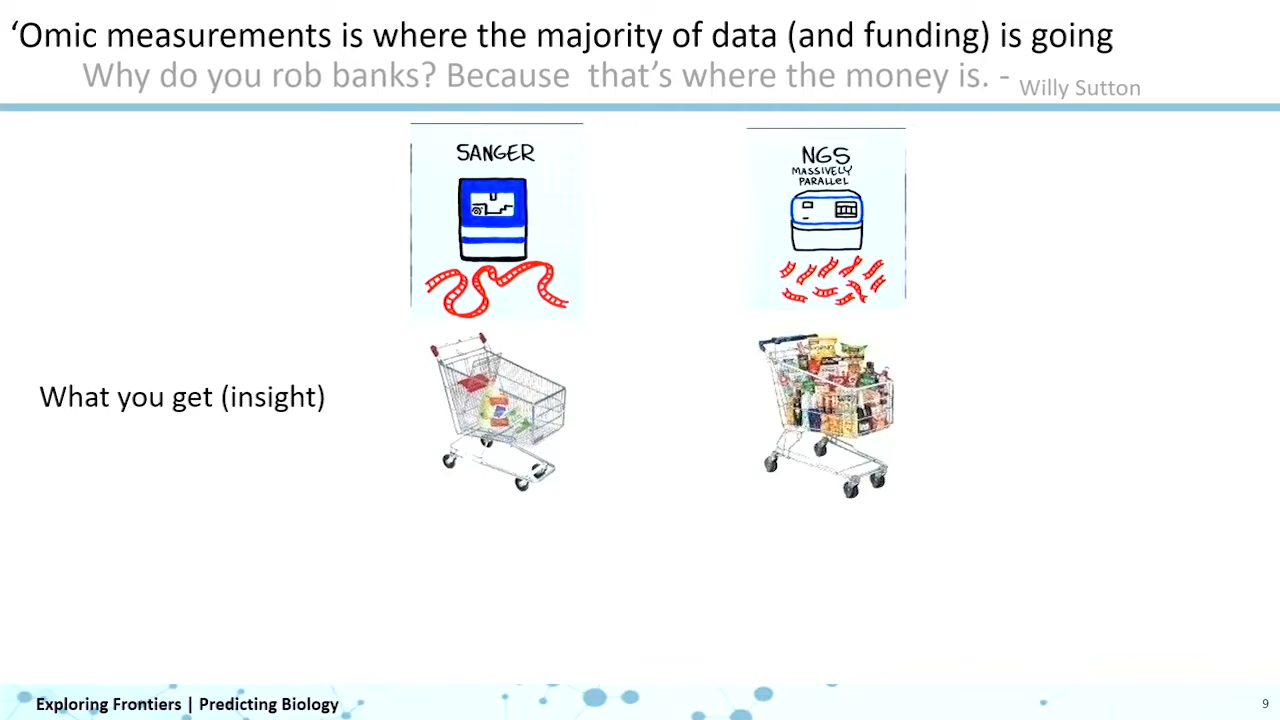 ‘Omic measurements is where the majority of data (and funding) is going
Why do you rob banks? Because  that’s where the money is. - Willy Sutton
SANGER
NGS
MASSIVELY
PARALLEL
What you get (insight)
Exploring Frontiers | Predicting Biology
9